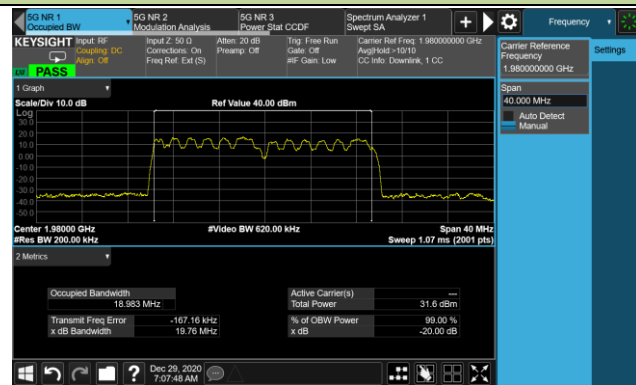 5G NR 1
Occupied BW
5G NR 2
Modulation Analysis
5G NR 3
Power Stat CCDF
Spectrum Analyzer 1
Swept SA
Frequency
KEYSIGHT
Input: RF
Coupling: DC
Align: Off
Input Z: 50 Ω
Corrections: On
Freq Ref: Ext (S)
Atten: 20 dB
Preamp: Off
Trig: Free Run
Gate: Off
#IF Gain: Low
Carrier Ref Freq: 1.980000000 GHz
Avg|Hold:>10/10
CC Info: Downlink, 1 CC
PASS
Carrier Reference
Frequency
1.980000000 GHz
Settings
Span
40.000 MHz
Auto Detect
Manual
1 Graph
Scale/Div 10.0 dB
Ref Value 40.00 dBm
Log
30.0
20.0
10.0
0.00
-10.0
-20.0
-30.0
-40.0
-50.0
Center 1.98000 GHz
#Video BW 620.00 kHz
Span 40 MHz
#Res BW 200.00 kHz
Sweep 1.07 ms (2001 pts)
2 Metrics
Occupied Bandwidth
18.983 MHz
Active Carrier(s) —
Total Power 31.6 dBm
Transmit Freq Error -167.16 kHz
% of OBW Power 99.00 %
x dB Bandwidth 19.76 MHz
x dB -20.00 dB
?
Dec 29, 2020
7:07:48 AM